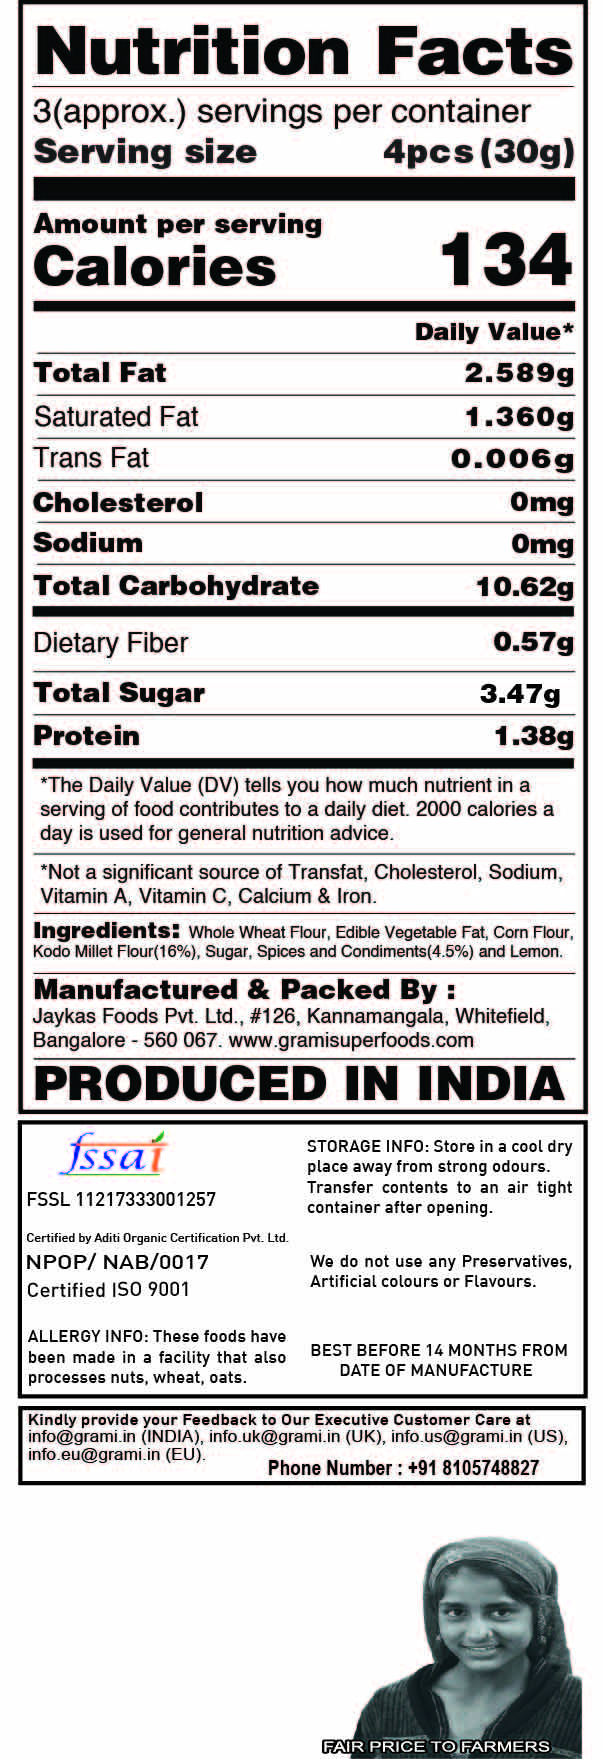 Nutrition Facts
3(approx.) servings per container
Serving size 4pcs (30g)
Amount per serving
Calories 134
Daily Value*
Total Fat 2.589g
Saturated Fat 1.360g
Trans Fat 0.006g
Cholesterol 0mg
Sodium 0mg
Total Carbohydrate 10.62g
Dietary Fiber 0.57g
Total Sugar 3.47g
Protein 1.38g
*The Daily Value (DV) tells you how much nutrient in a
serving of food contributes to a daily diet. 2000 calories a
day is used for general nutrition advice.
*Not a significant source of Transfat, Cholesterol, Sodium,
Vitamin A, Vitamin C, Calcium & Iron.
Ingredients: Whole Wheat Flour, Edible Vegetable Fat, Corn Flour,
Kodo Millet Flour(16%), Sugar, Spices and Condiments(4.5%) and Lemon.
Manufactured & Packed By :
Jaykas Foods Pvt. Ltd., #126, Kannamangala, Whitefield,
Bangalore - 560 067. www.gramisuperfoods.com
PRODUCED IN INDIA
fssai
FSSL 11217333001257
Certified by Aditi Organic Certification Pvt. Ltd.
NPOP/ NAB/0017
Certified ISO 9001
ALLERGY INFO: These foods have
been made in a facility that also
processes nuts, wheat, oats.
STORAGE INFO: Store in a cool dry
place away from strong odours.
Transfer contents to an air tight
container after opening.
We do not use any Preservatives,
Artificial colours or Flavours.
BEST BEFORE 14 MONTHS FROM
DATE OF MANUFACTURE
Kindly provide your Feedback to Our Executive Customer Care at
info@grami.in (INDIA), info.uk@grami.in (UK), info.us@grami.in (US),
info.eu@grami.in (EU).
Phone Number : +91 8105748827
FAIR PRICE TO FARMERS